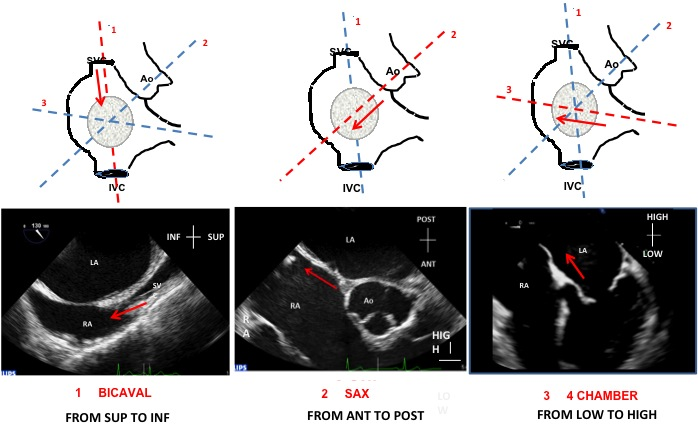 1
2
SVC
Ao
3
IVC
1
2
SVC
Ao
IVC
1
2
SVC
Ao
3
IVC
130
INF
SUP
LA
SV
RA
POST
ANT
LA
RA
Ao
R
A
HIG
H
HIGH
LOW
LA
RA
1 BICAVAL
FROM SUP TO INF
2 SAX
FROM ANT TO POST
LO
W
3 4 CHAMBER
FROM LOW TO HIGH